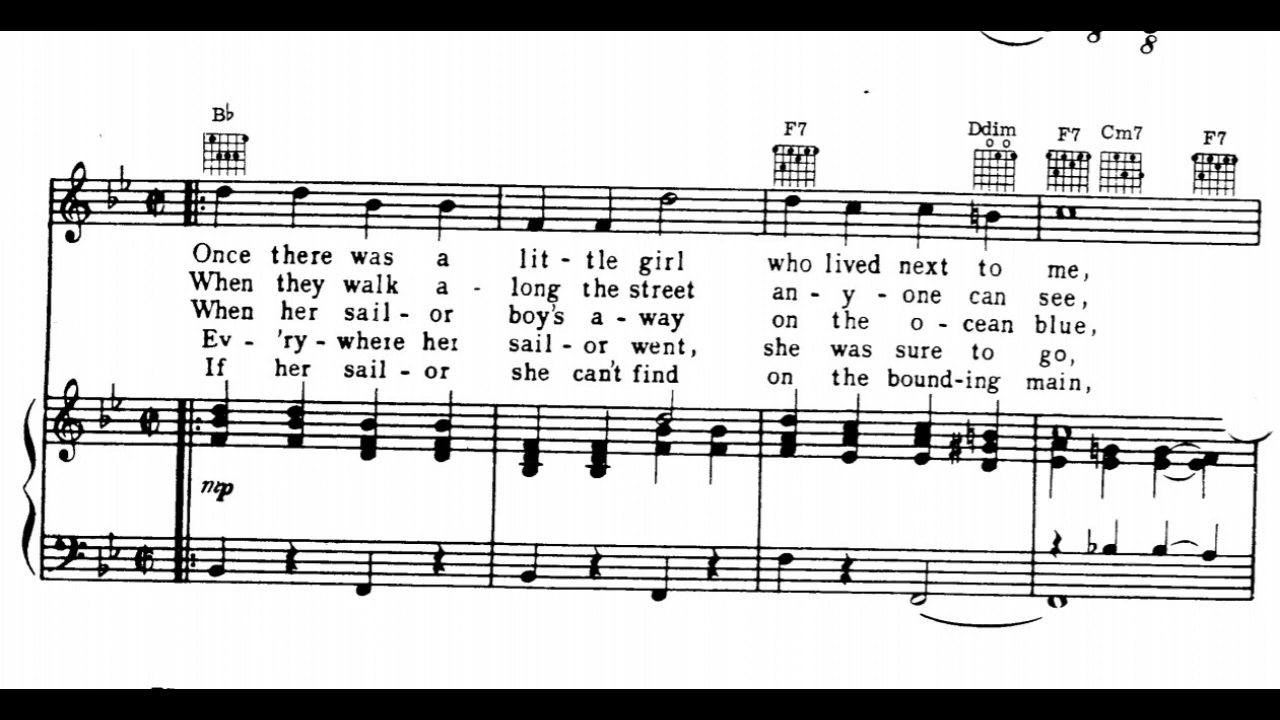 B♭ F7 Ddim F7 Cm7 F7
Once there was a lit - tle girl who lived next to me,
When they walk a - long the street an - y - one can see,
When her sail - or boy's a - way on the o - cean blue,
Ev - 'ry - where her sail - or went, she was sure to go,
If her sail - or she can't find on the bound-ing main,
mp